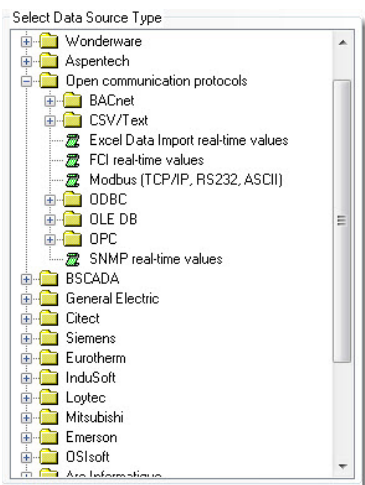 Select Data Source Type
Wonderware
Aspentech
Open communication protocols
BACnet
CSV/Text
Excel Data Import real-time values
FCI real-time values
Modbus (TCP/IP, RS232, ASCII)
ODBC
OLE DB
OPC
SNMP real-time values
BSCADA
General Electric
Citect
Siemens
Eurotherm
InduSoft
Loytec
Mitsubishi
Emerson
OSIsoft
Arc Informatique